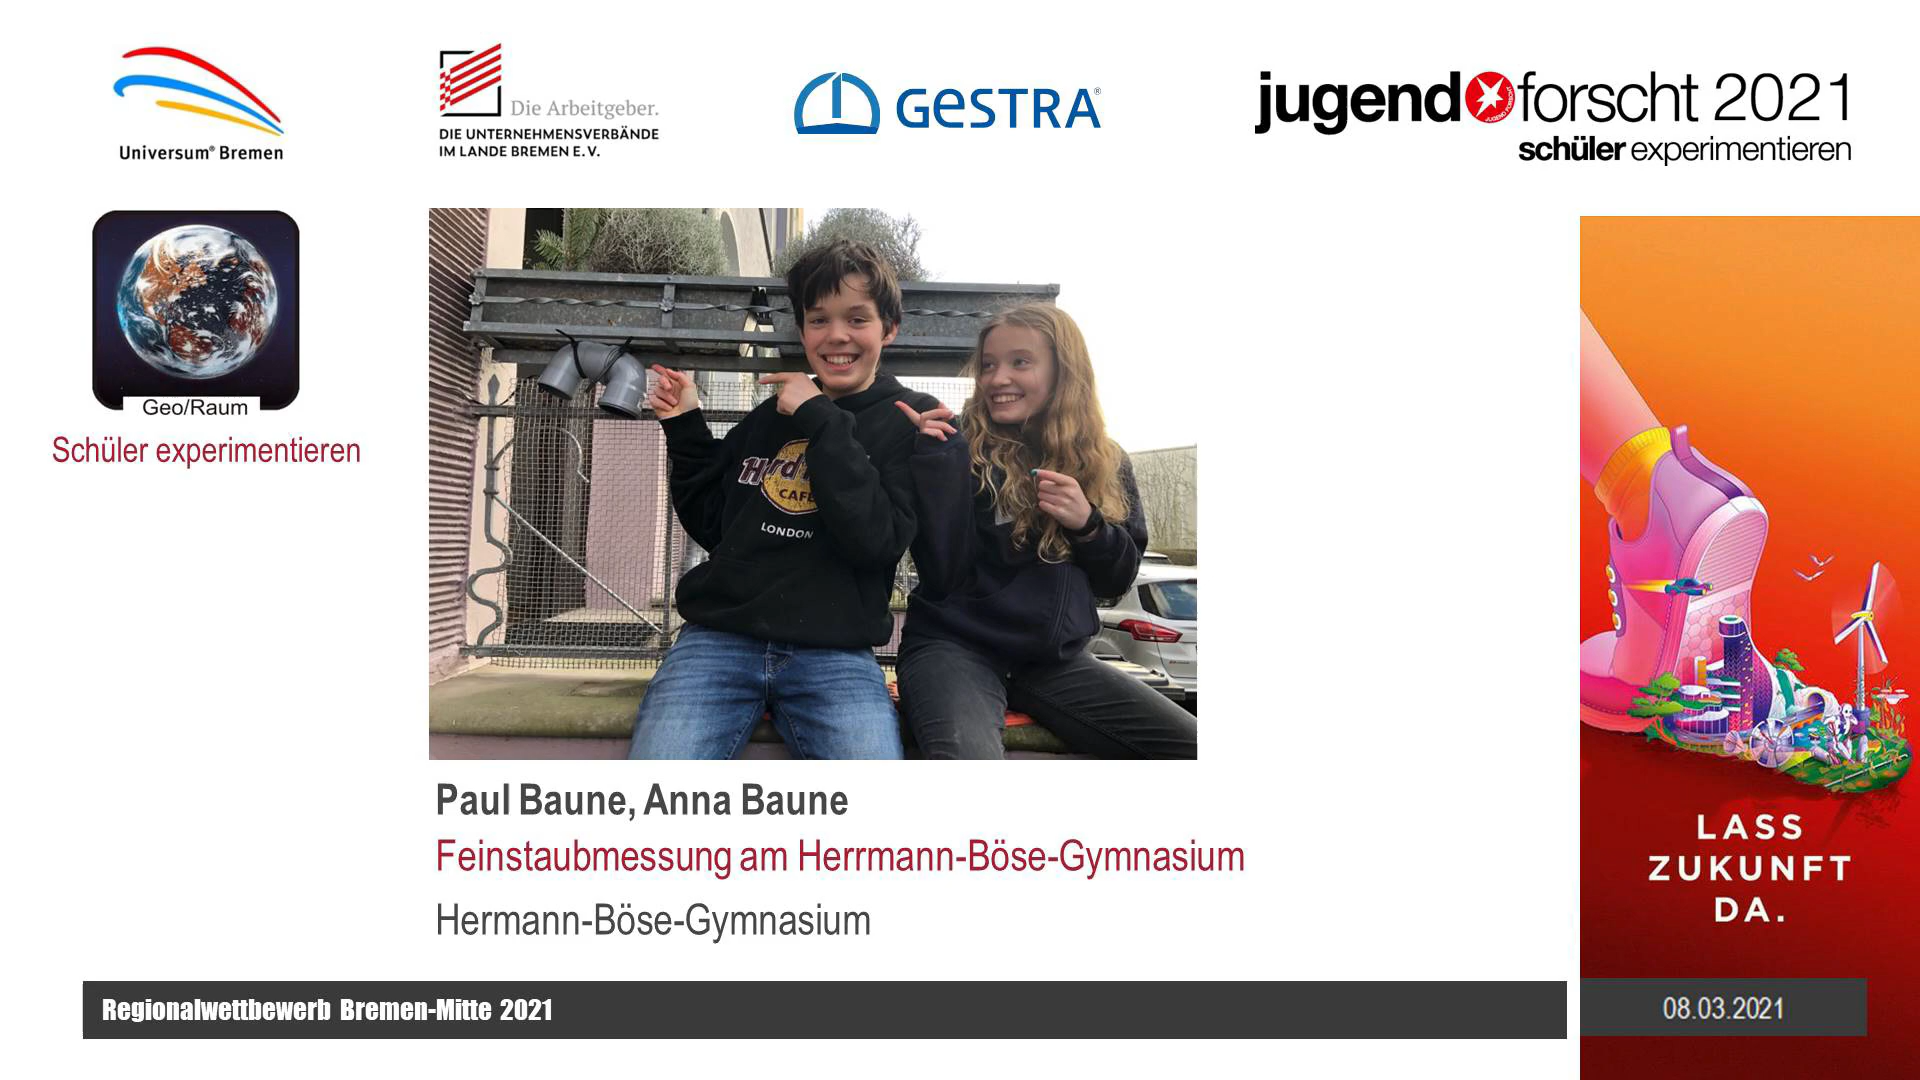 Universum® Bremen
Die Arbeitgeber.
DIE UNTERNEHMENSVERBÄNDE
IM LANDE BREMEN E.V.
GESTRA®
jugend forscht 2021
JUGEND FORSCHT
schüler experimentieren
Geo/Raum
Schüler experimentieren
CAFE
LONDON
Paul Baune, Anna Baune
Feinstaubmessung am Herrmann-Böse-Gymnasium
Hermann-Böse-Gymnasium
LASS
ZUKUNFT
DA.
Regionalwettbewerb Bremen-Mitte 2021
08.03.2021